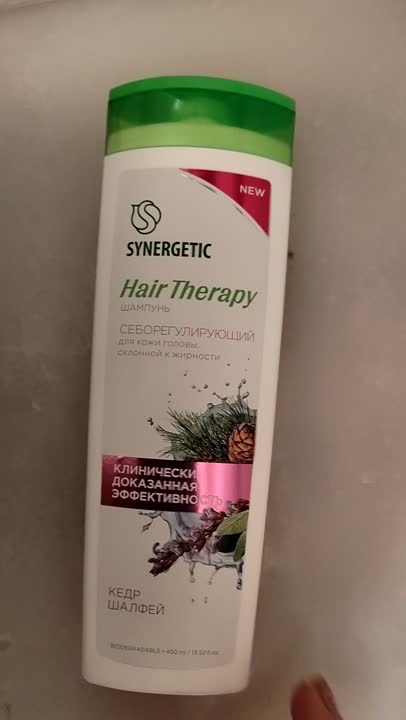 NEW
SYNERGETIC
Hair Therapy
ШАМПУНЬ
СЕБОРЕГУЛИРУЮЩИЙ
для кожи головы,
склонной к жирности
КЛИНИЧЕСКИ
ДОКАЗАННАЯ
ЭФФЕКТИВНОСТЬ
КЕДР
ШАЛФЕЙ
BIODEGRADABLE • 400 ml / 13.52 fl oz